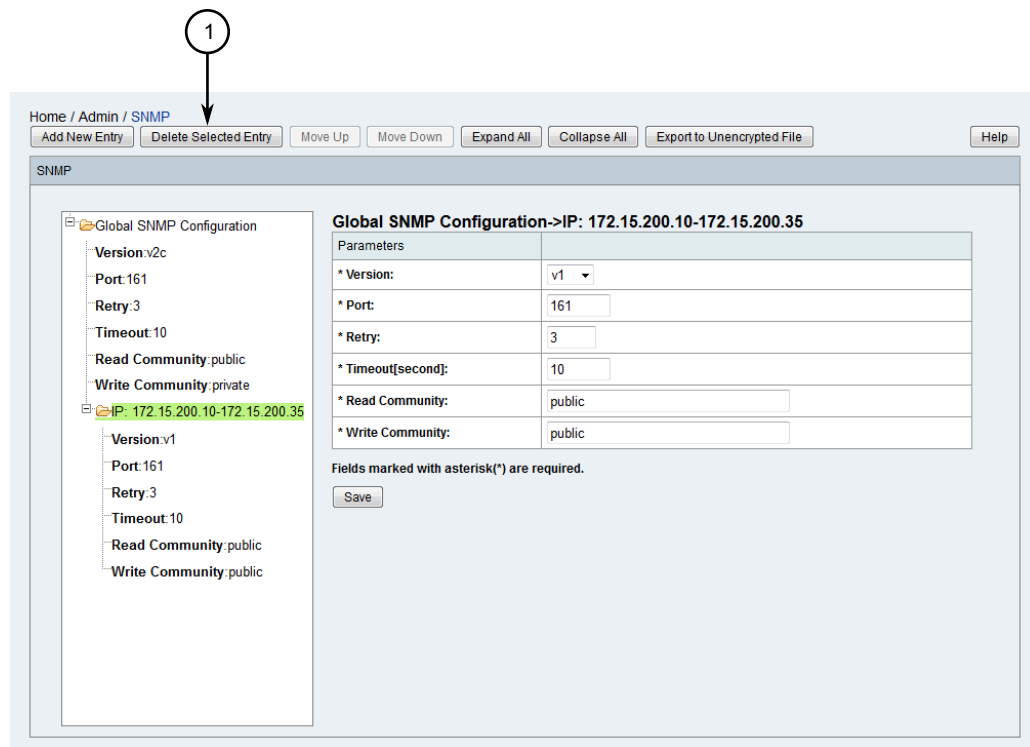 1
Home / Admin / SNMP
Add New Entry Delete Selected Entry Move Up Move Down Expand All Collapse All Export to Unencrypted File Help
SNMP
Global SNMP Configuration
Version:v2c
Port:161
Retry:3
Timeout:10
Read Community:public
Write Community:private
IP: 172.15.200.10-172.15.200.35
Version:v1
Port:161
Retry:3
Timeout:10
Read Community:public
Write Community:public
Global SNMP Configuration->IP: 172.15.200.10-172.15.200.35
Parameters
* Version: v1
* Port: 161
* Retry: 3
* Timeout[second]: 10
* Read Community: public
* Write Community: public
Fields marked with asterisk(*) are required.
Save